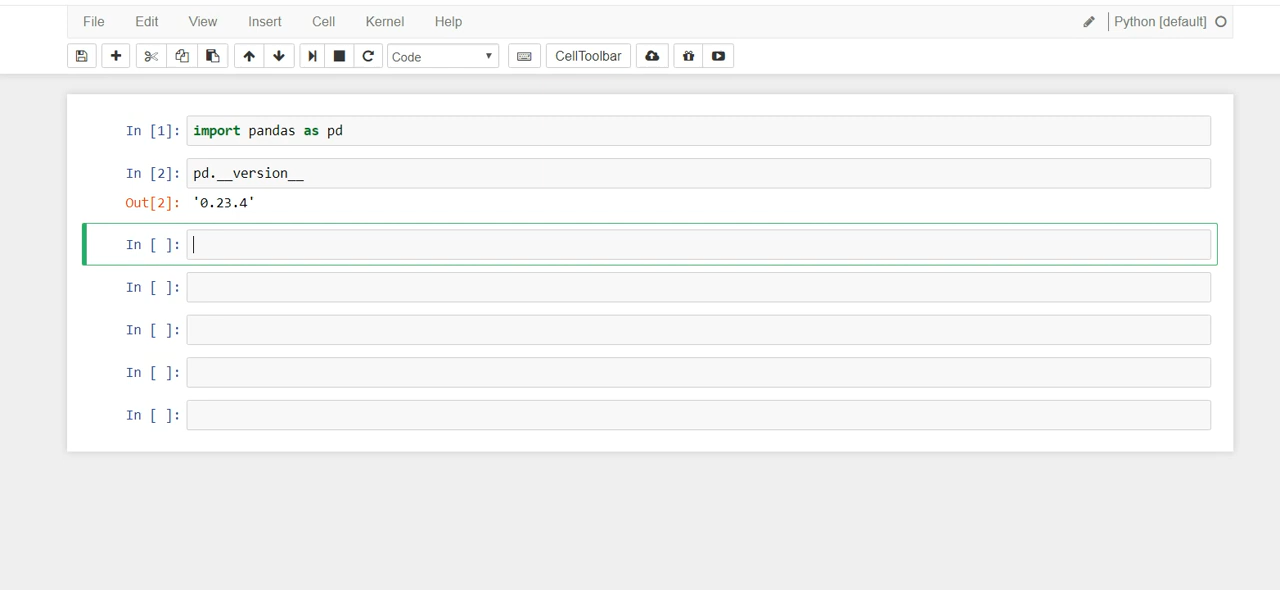 File Edit View Insert Cell Kernel Help Python [default]
Code CellToolbar
In [1]: import pandas as pd
In [2]: pd.__version__
Out[2]: '0.23.4'
In [ ]:
In [ ]:
In [ ]:
In [ ]:
In [ ]: